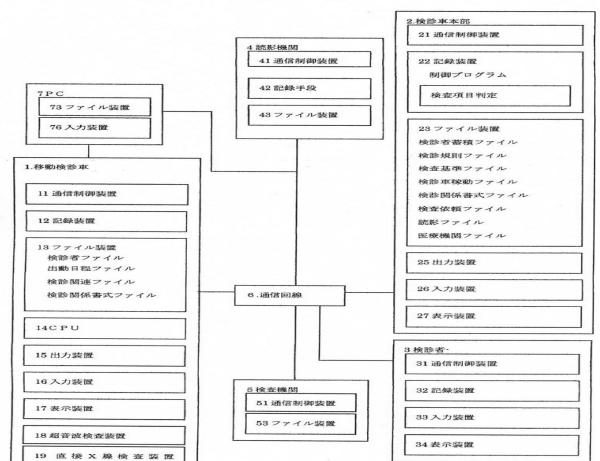 7PC
73 ファイル装置
76 入力装置
1.移動検診車
11 通信制御装置
12 記録装置
13 ファイル装置
検診者ファイル
出動日程ファイル
検診関連ファイル
検診関係書式ファイル
14CPU
15 出力装置
16 入力装置
17 表示装置
18 超音波検査装置
19 直接X線検査装置
4.読影機関
41 通信制御装置
42 記録手段
43 ファイル装置
6.通信回線
5 検査機関
51 通信制御装置
53 ファイル装置
2.検診車本部
21 通信制御装置
22 記録装置
制御プログラム
検査項目判定
23 ファイル装置
検診者蓄積ファイル
検診規則ファイル
検査基準ファイル
検診車稼動ファイル
検診関係書式ファイル
検査依頼ファイル
読影ファイル
医療機関ファイル
25 出力装置
26 入力装置
27 表示装置
3 検診者·
31 通信制御装置
32 記録装置
33 入力装置
34 表示装置